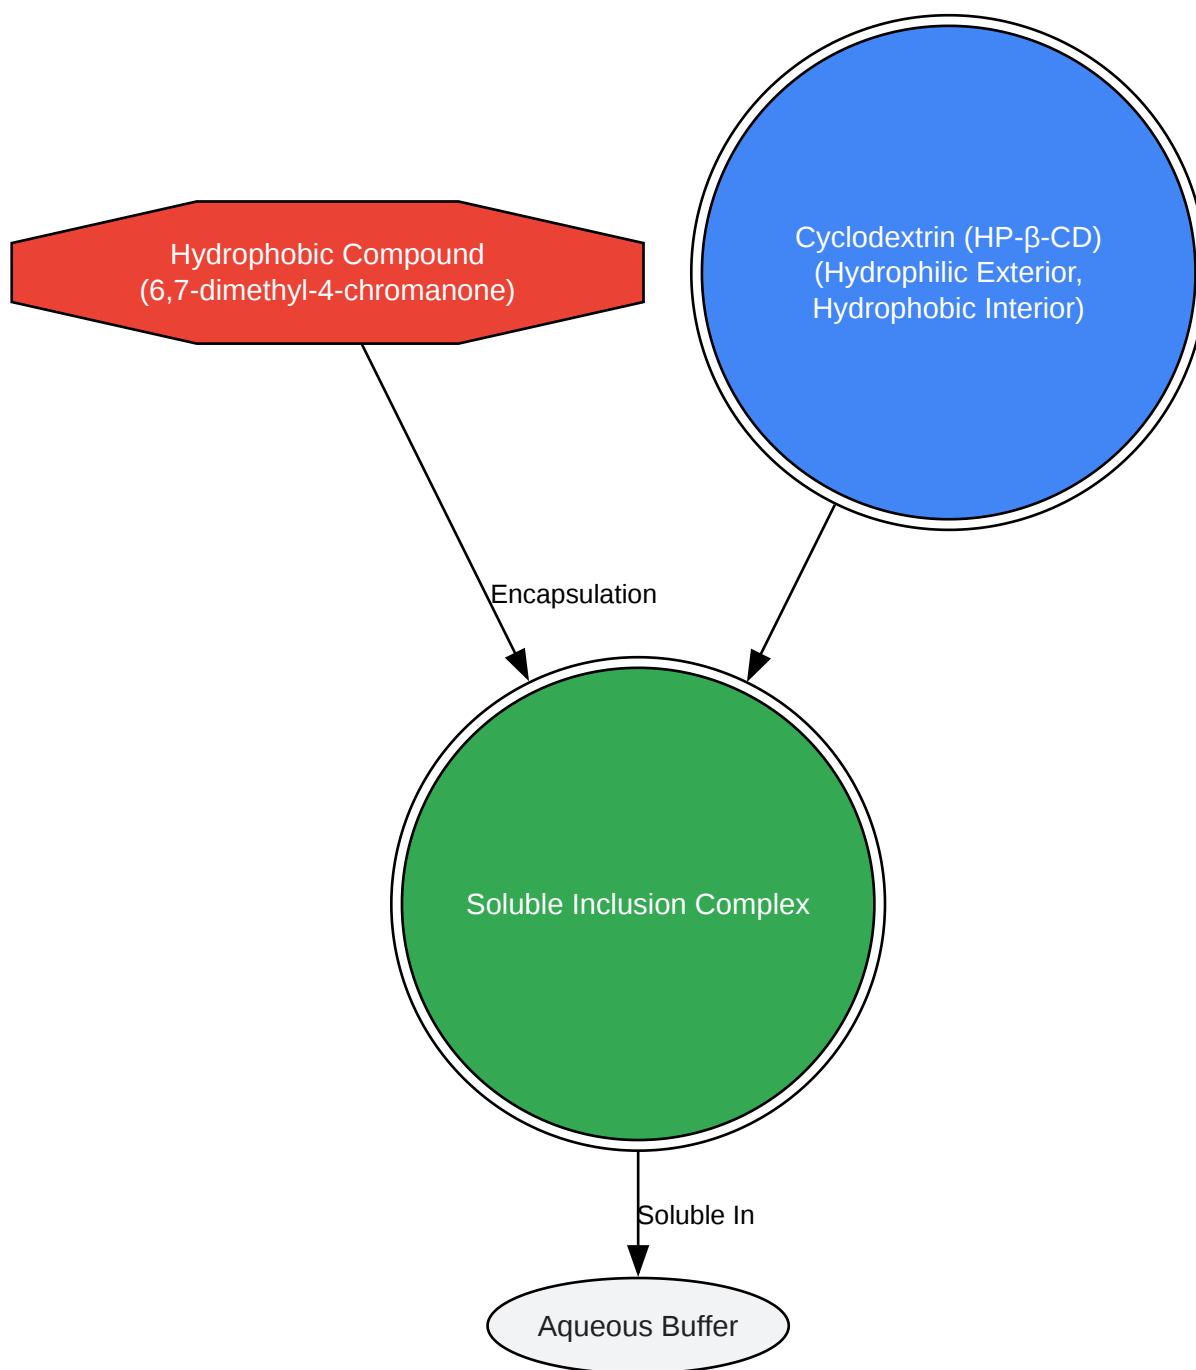 Hydrophobic Compound
(6,7-dimethyl-4-chromanone)
Cyclodextrin (HP-β-CD)
(Hydrophilic Exterior,
Hydrophobic Interior)
Encapsulation
Soluble Inclusion Complex
Soluble In
Aqueous Buffer